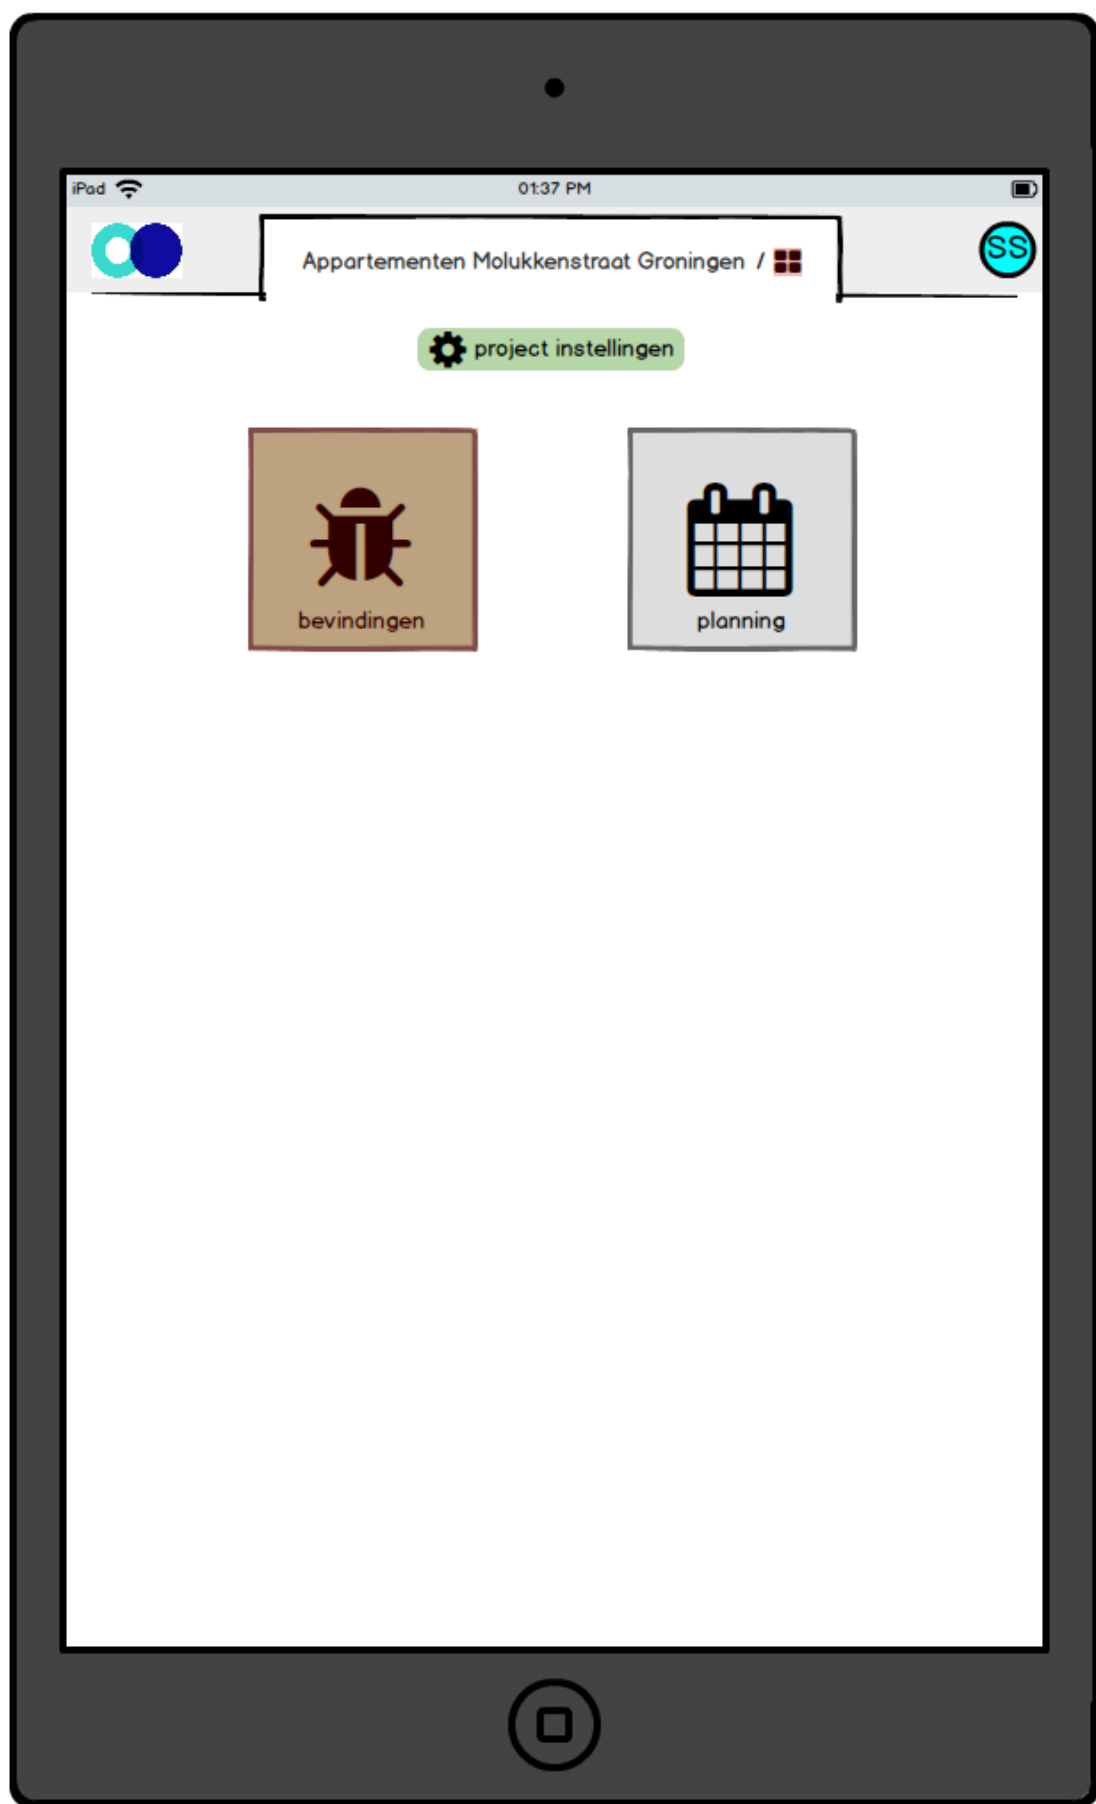 iPad 01:37 PM
Appartementen Molukkenstraat Groningen / SS
project instellingen
bevindingen planning